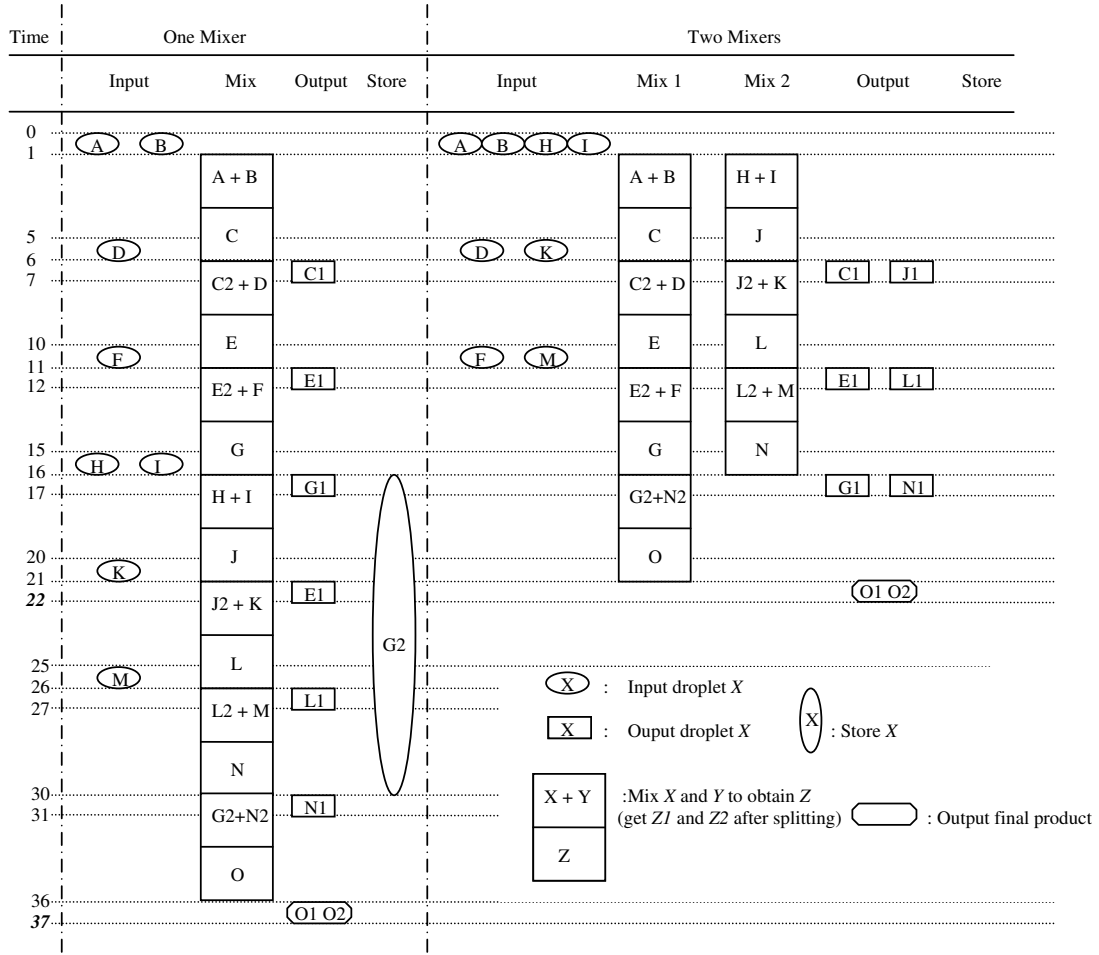 Time One Mixer Two Mixers
Input Mix Output Store Input Mix 1 Mix 2 Output Store
0
A B A B H I
1
A + B A + B H + I
5 C C J
D D K
6
C1 C1 J1
7 C2 + D C2 + D J2 + K
10 E E L
F F M
11
E1 E1 L1
12 E2 + F E2 + F L2 + M
15 G G N
H I
16
G1 G1 N1
17 H + I G2+N2
20 J O
K
21
E1 O1 O2
22 J2 + K
G2
25 L
M X : Input droplet X
26
L1
27 L2 + M X : Ouput droplet X X : Store X
N
30
N1 X + Y :Mix X and Y to obtain Z
31 G2+N2 (get Z1 and Z2 after splitting) : Output final product
Z
O
36
O1 O2
37